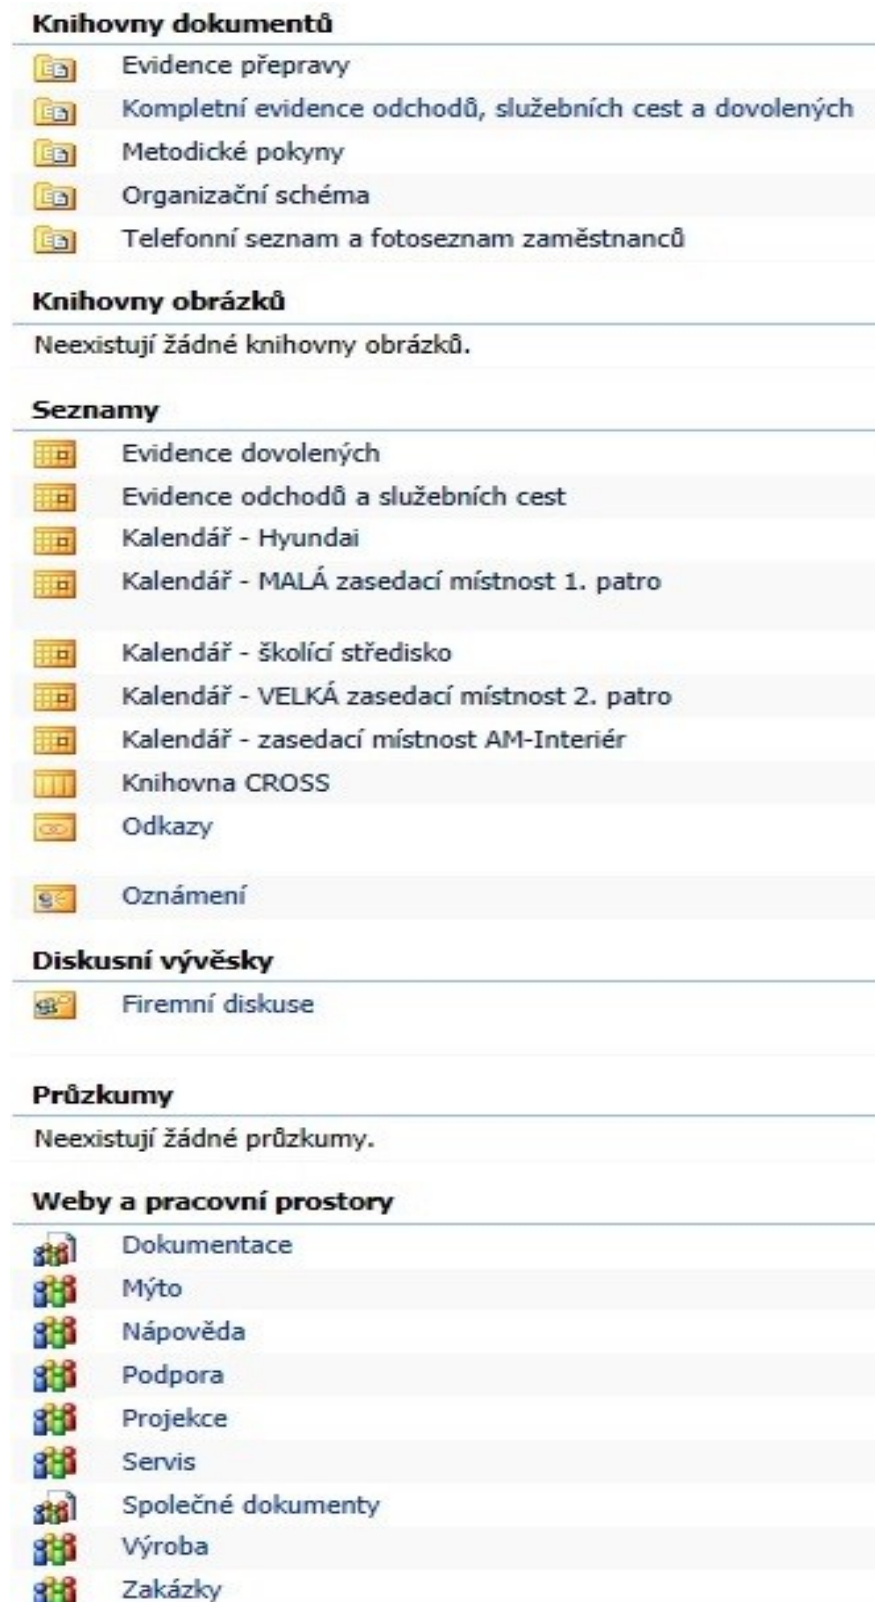 Knihovny dokumentů
Evidence přepravy
Kompletní evidence odchodů, služebních cest a dovolených
Metodické pokyny
Organizační schéma
Telefonní seznam a fotoseznam zaměstnanců
Knihovny obrázků
Neexistují žádné knihovny obrázků.
Seznamy
Evidence dovolených
Evidence odchodů a služebních cest
Kalendář - Hyundai
Kalendář - MALÁ zasedací místnost 1. patro
Kalendář - školící středisko
Kalendář - VELKÁ zasedací místnost 2. patro
Kalendář - zasedací místnost AM-Interiér
Knihovna CROSS
Odkazy
Oznámení
Diskusní vývěsky
Firemní diskuse
Průzkumy
Neexistují žádné průzkumy.
Weby a pracovní prostory
Dokumentace
Mýto
Nápověda
Podpora
Projekce
Servis
Společné dokumenty
Výroba
Zakázky